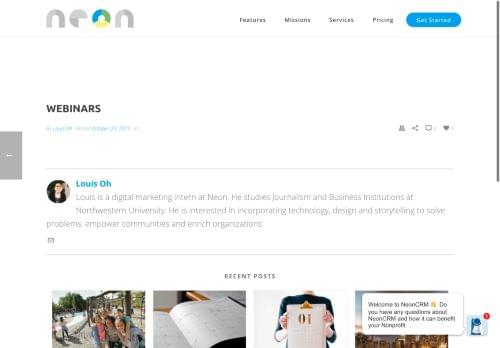 neon
Features Missions Services Pricing Get Started
WEBINARS
By Louis Oh Posted October 20, 2017 In
0 0
←
Louis Oh
Louis is a digital marketing intern at Neon. He studies Journalism and Business Institutions at
Northwestern University. He is interested in incorporating technology, design and storytelling to solve
problems, empower communities and enrich organizations.
RECENT POSTS
01
Welcome to NeonCRM 👋 Do
you have any questions about
NeonCRM and how it can benefit
your Nonprofit ...
1